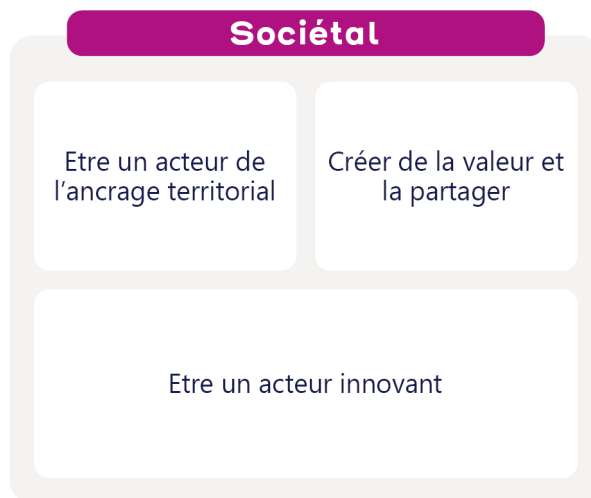 Sociétal
Etre un acteur de
l’ancrage territorial
Créer de la valeur et
la partager
Etre un acteur innovant